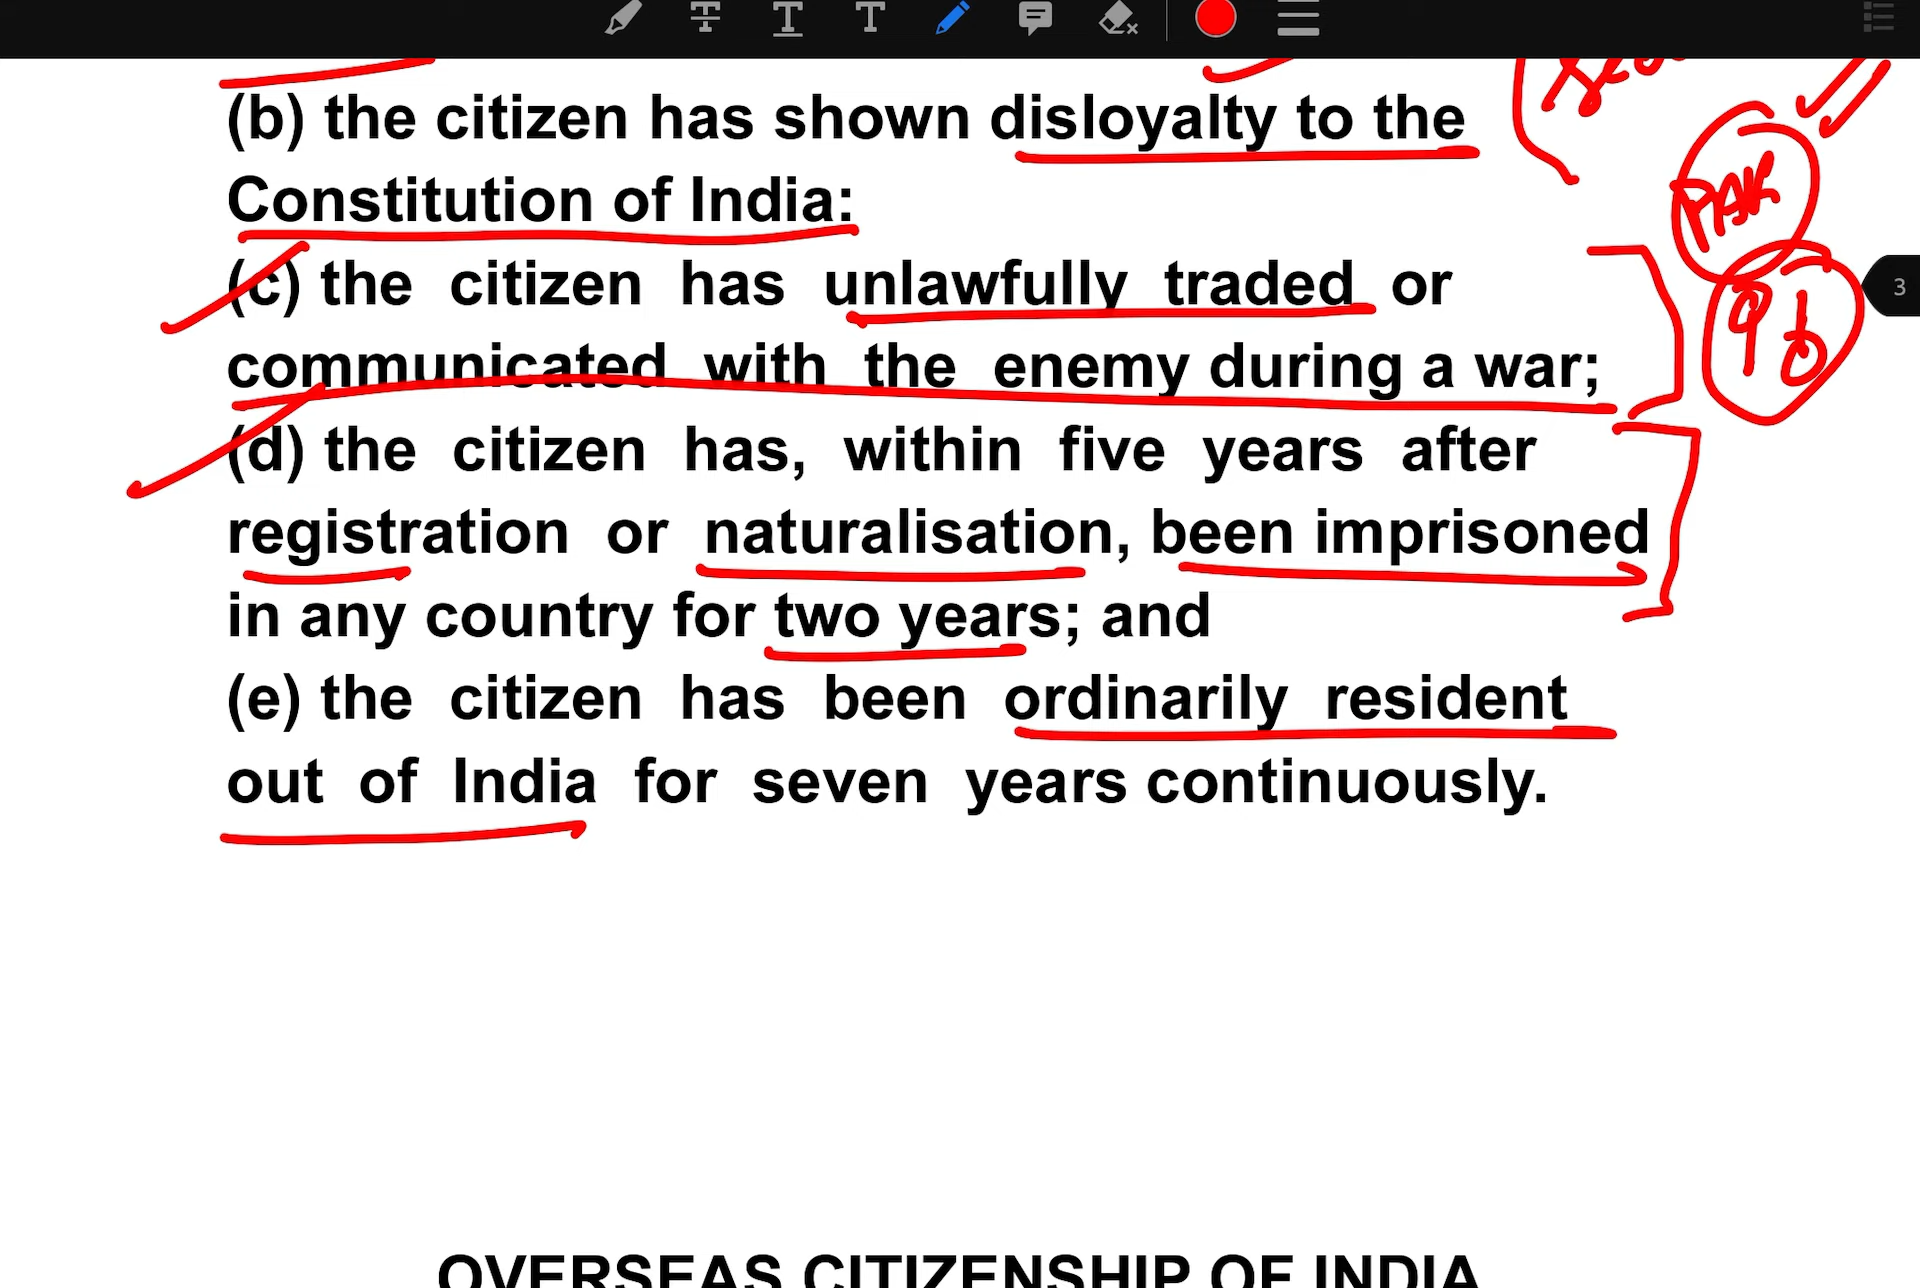 (b) the citizen has shown disloyalty to the
Constitution of India:
PAK
(c) the citizen has unlawfully traded or
3
communicated with the enemy during a war;
(d) the citizen has, within five years after
registration or naturalisation, been imprisoned
in any country for two years; and
(e) the citizen has been ordinarily resident
out of India for seven years continuously.
OVERSEAS CITIZENSHIP OF INDIA